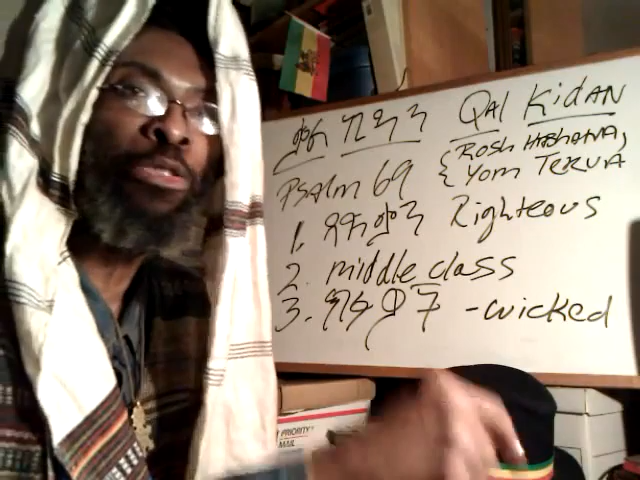 ቃል ኪዳን Qal KidAN
{ROSH HASHANA,
{YOM TERUA
PSAlm 69
1. Righteous
2. middle class
3. -wicked
PRIORITY
MAIL